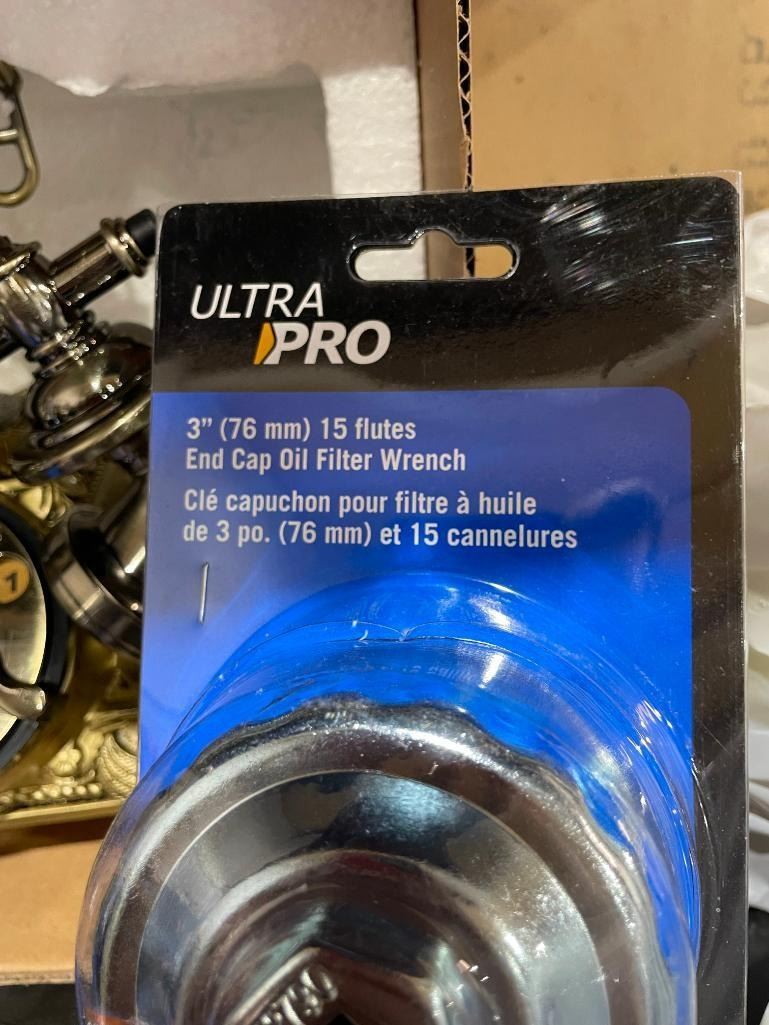 ULTRA
PRO
3” (76 mm) 15 flutes
End Cap Oil Filter Wrench
Clé capuchon pour filtre à huile
de 3 po. (76 mm) et 15 cannelures
1